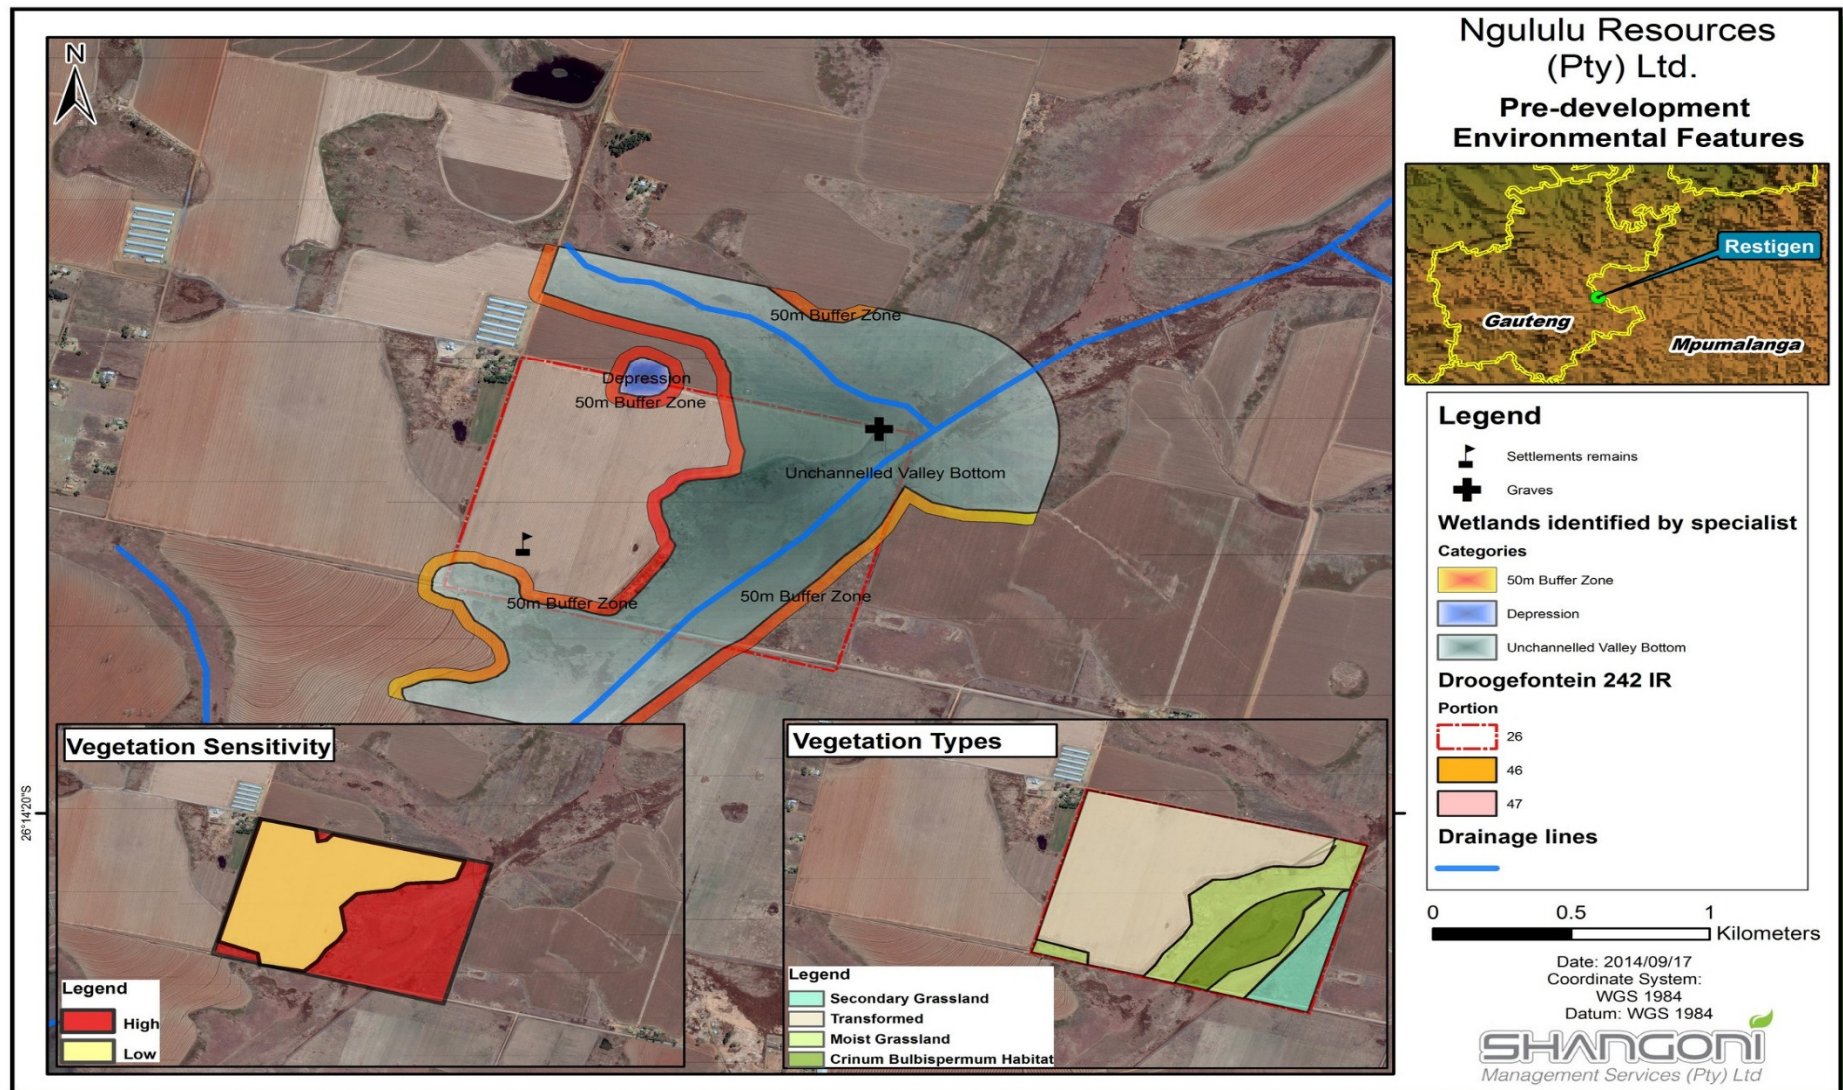 Ngululu Resources
(Pty) Ltd.
Pre-development
Environmental Features
N
Restigen
Gauteng
Mpumalanga
50m Buffer Zone
Depression
50m Buffer Zone
Unchannelled Valley Bottom
50m Buffer Zone
50m Buffer Zone
Legend
Settlements remains
Graves
Wetlands identified by specialist
Categories
50m Buffer Zone
Depression
Unchannelled Valley Bottom
Droogefontein 242 IR
Portion
26
46
47
Drainage lines
0 0.5 1
Kilometers
Date: 2014/09/17
Coordinate System:
WGS 1984
Datum: WGS 1984
SHANGONI
Management Services (Pty) Ltd
26°14'20"S
Vegetation Sensitivity
Legend
High
Low
Vegetation Types
Legend
Secondary Grassland
Transformed
Moist Grassland
Crinum Bulbispermum Habitat